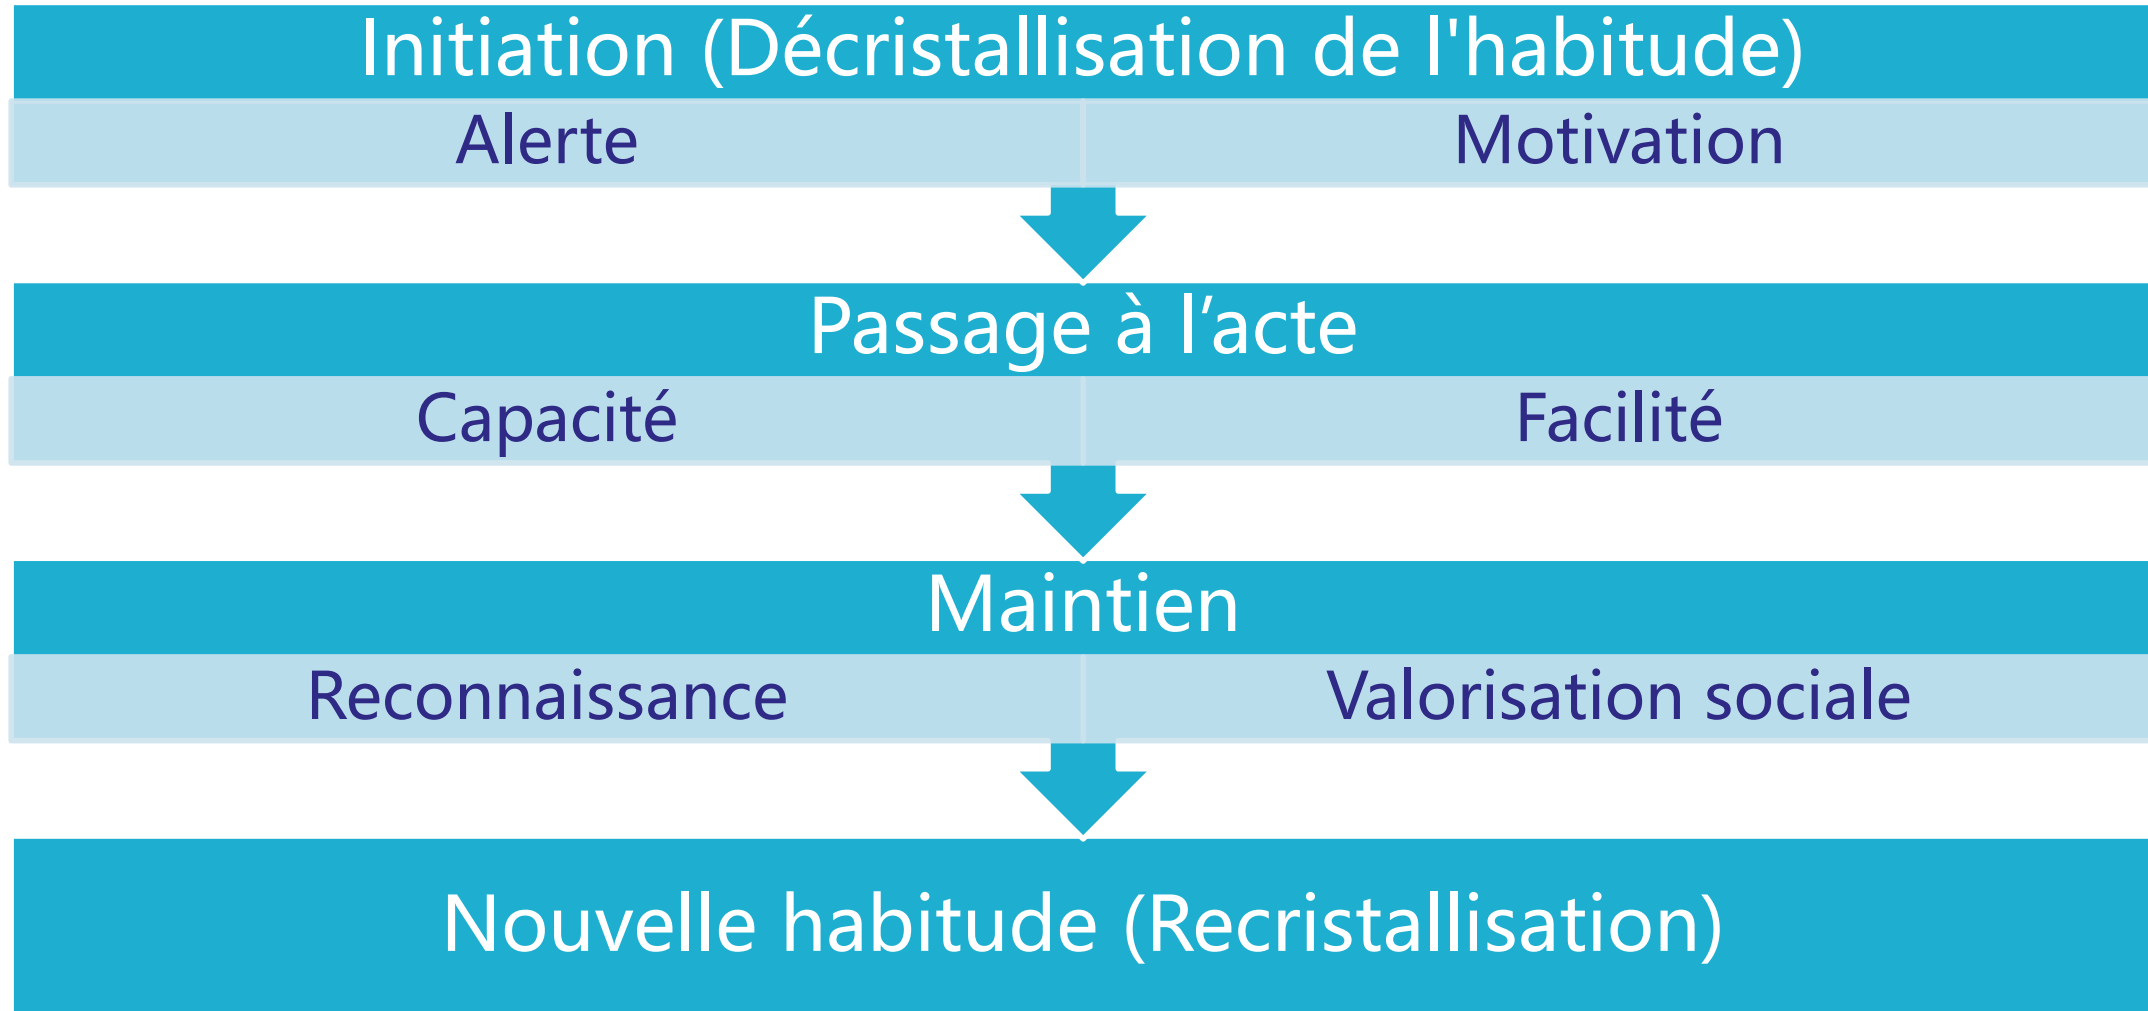 Initiation (Décristallisation de l'habitude)
Alerte
Motivation
Passage à l’acte
Capacité
Facilité
Maintien
Reconnaissance
Valorisation sociale
Nouvelle habitude (Recristallisation)